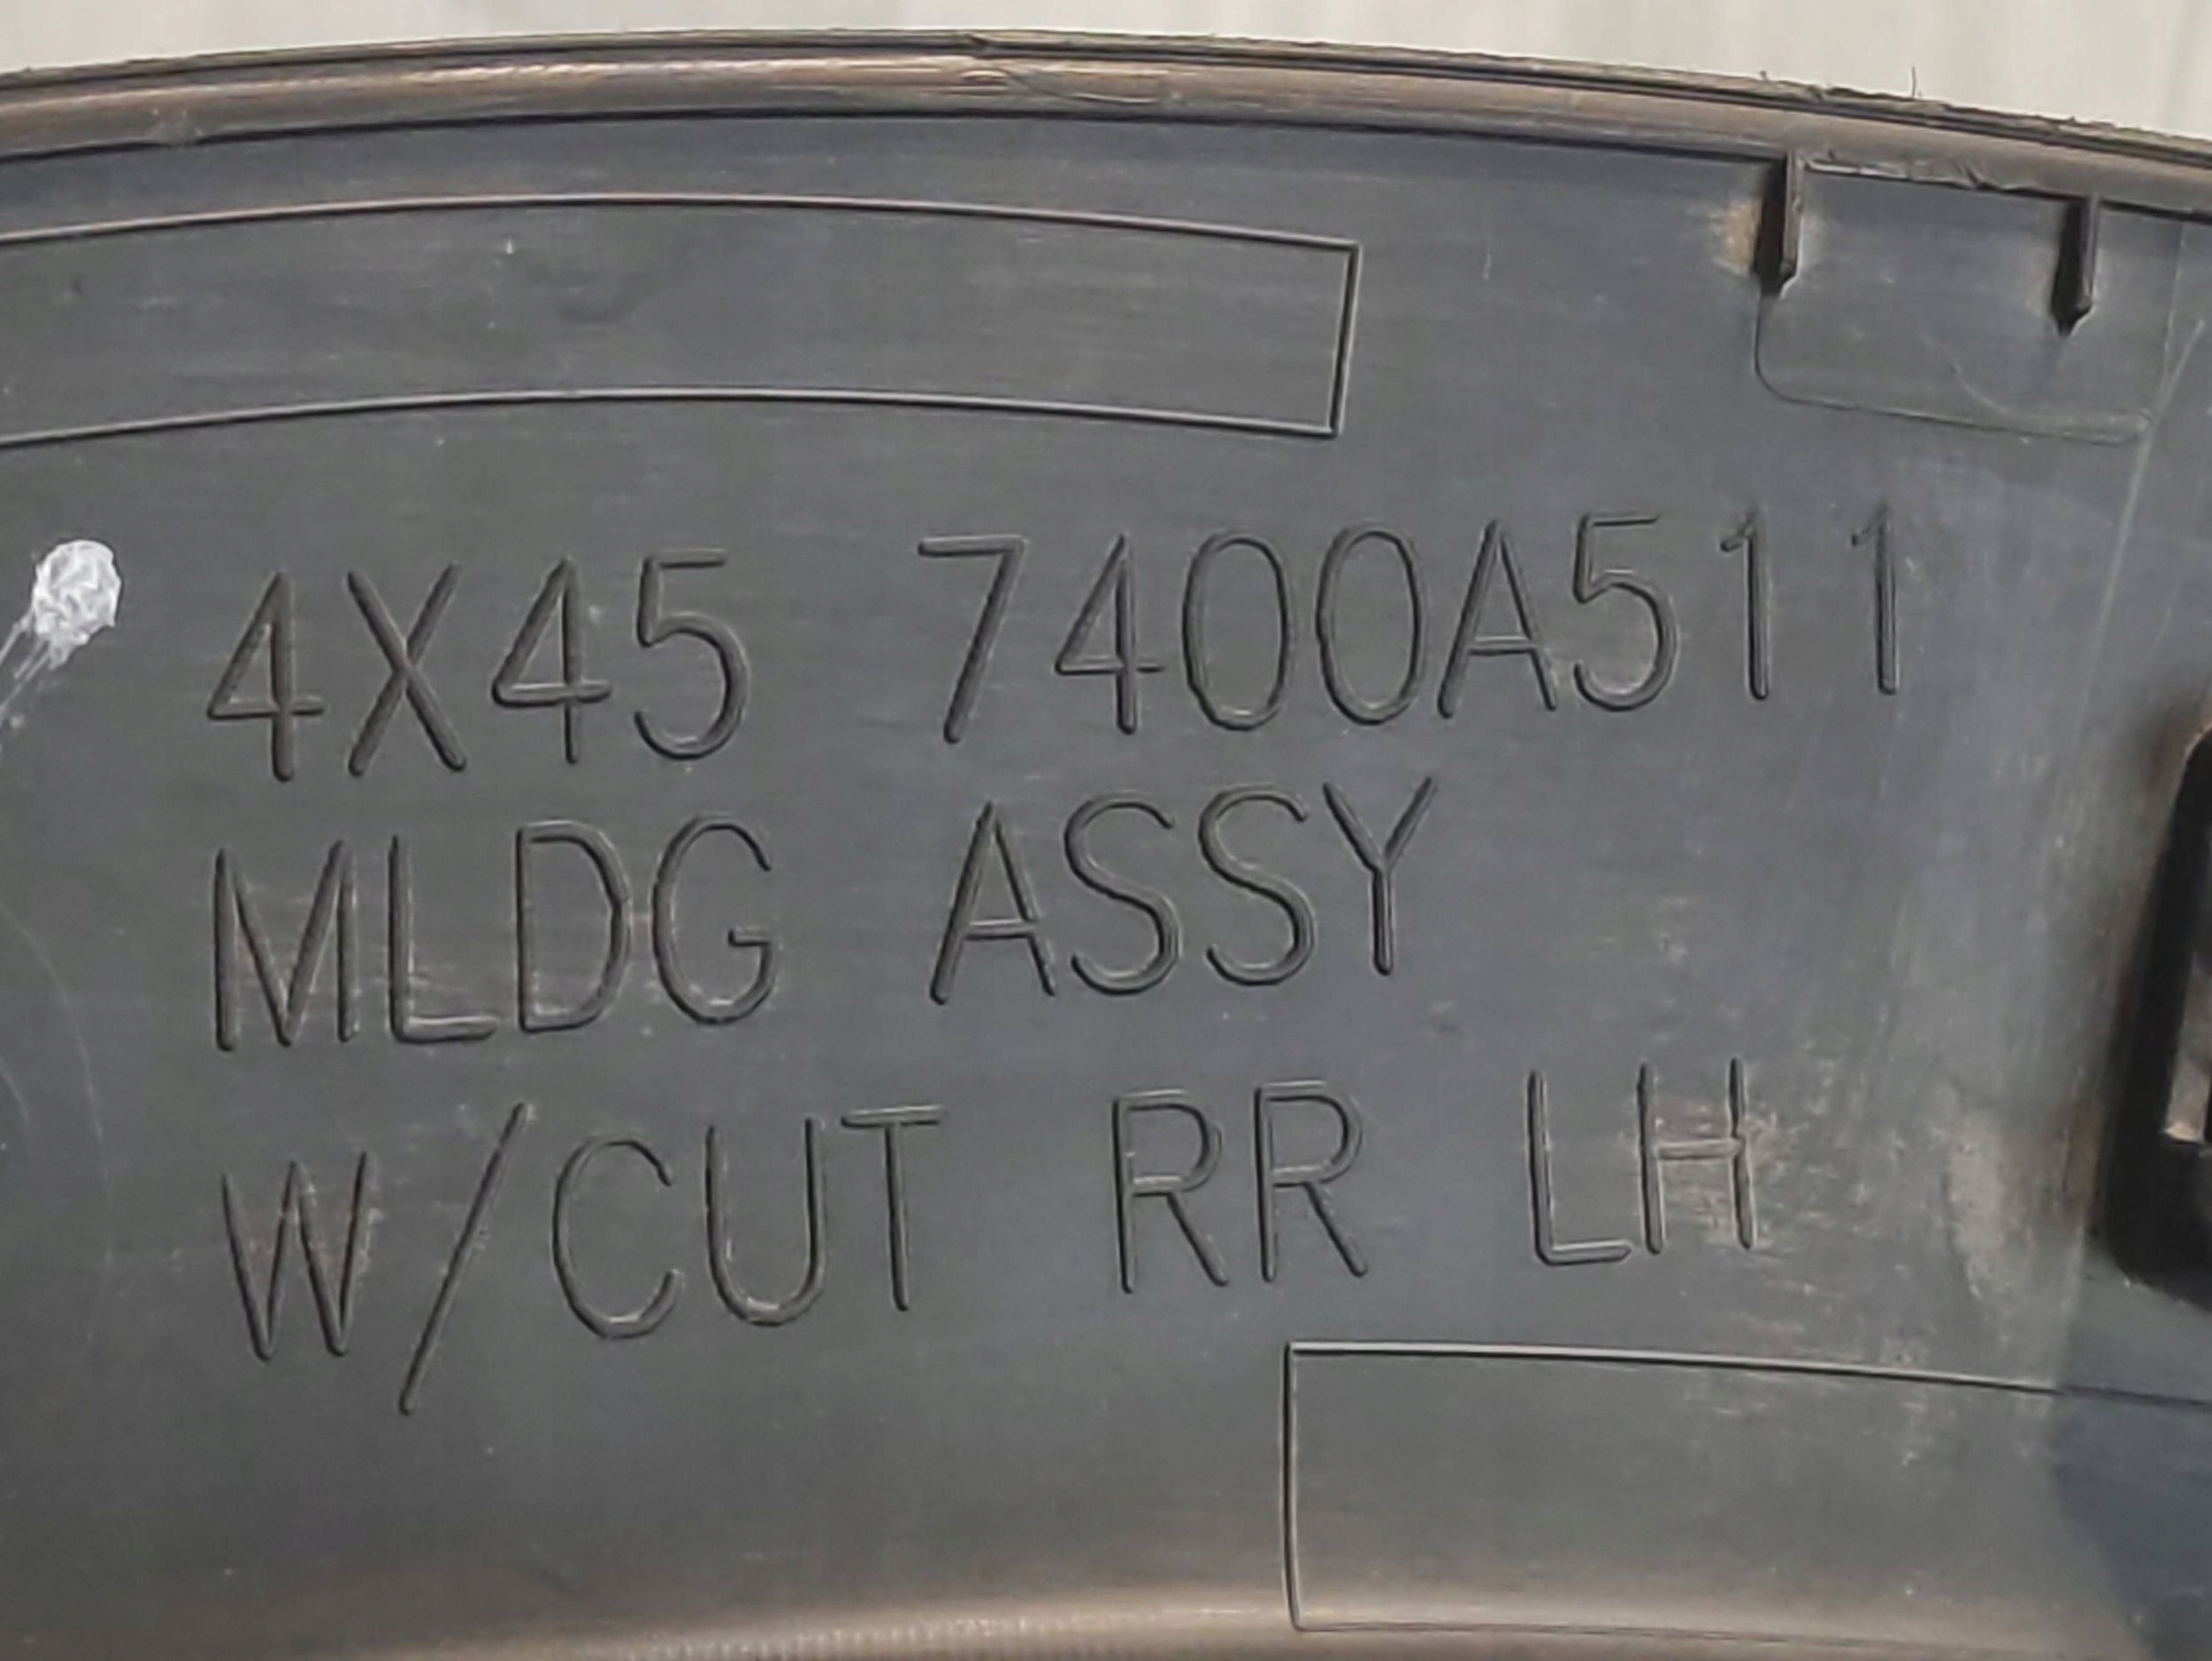 4X45 7400A511
MLDG ASSY
W/CUT RR LH